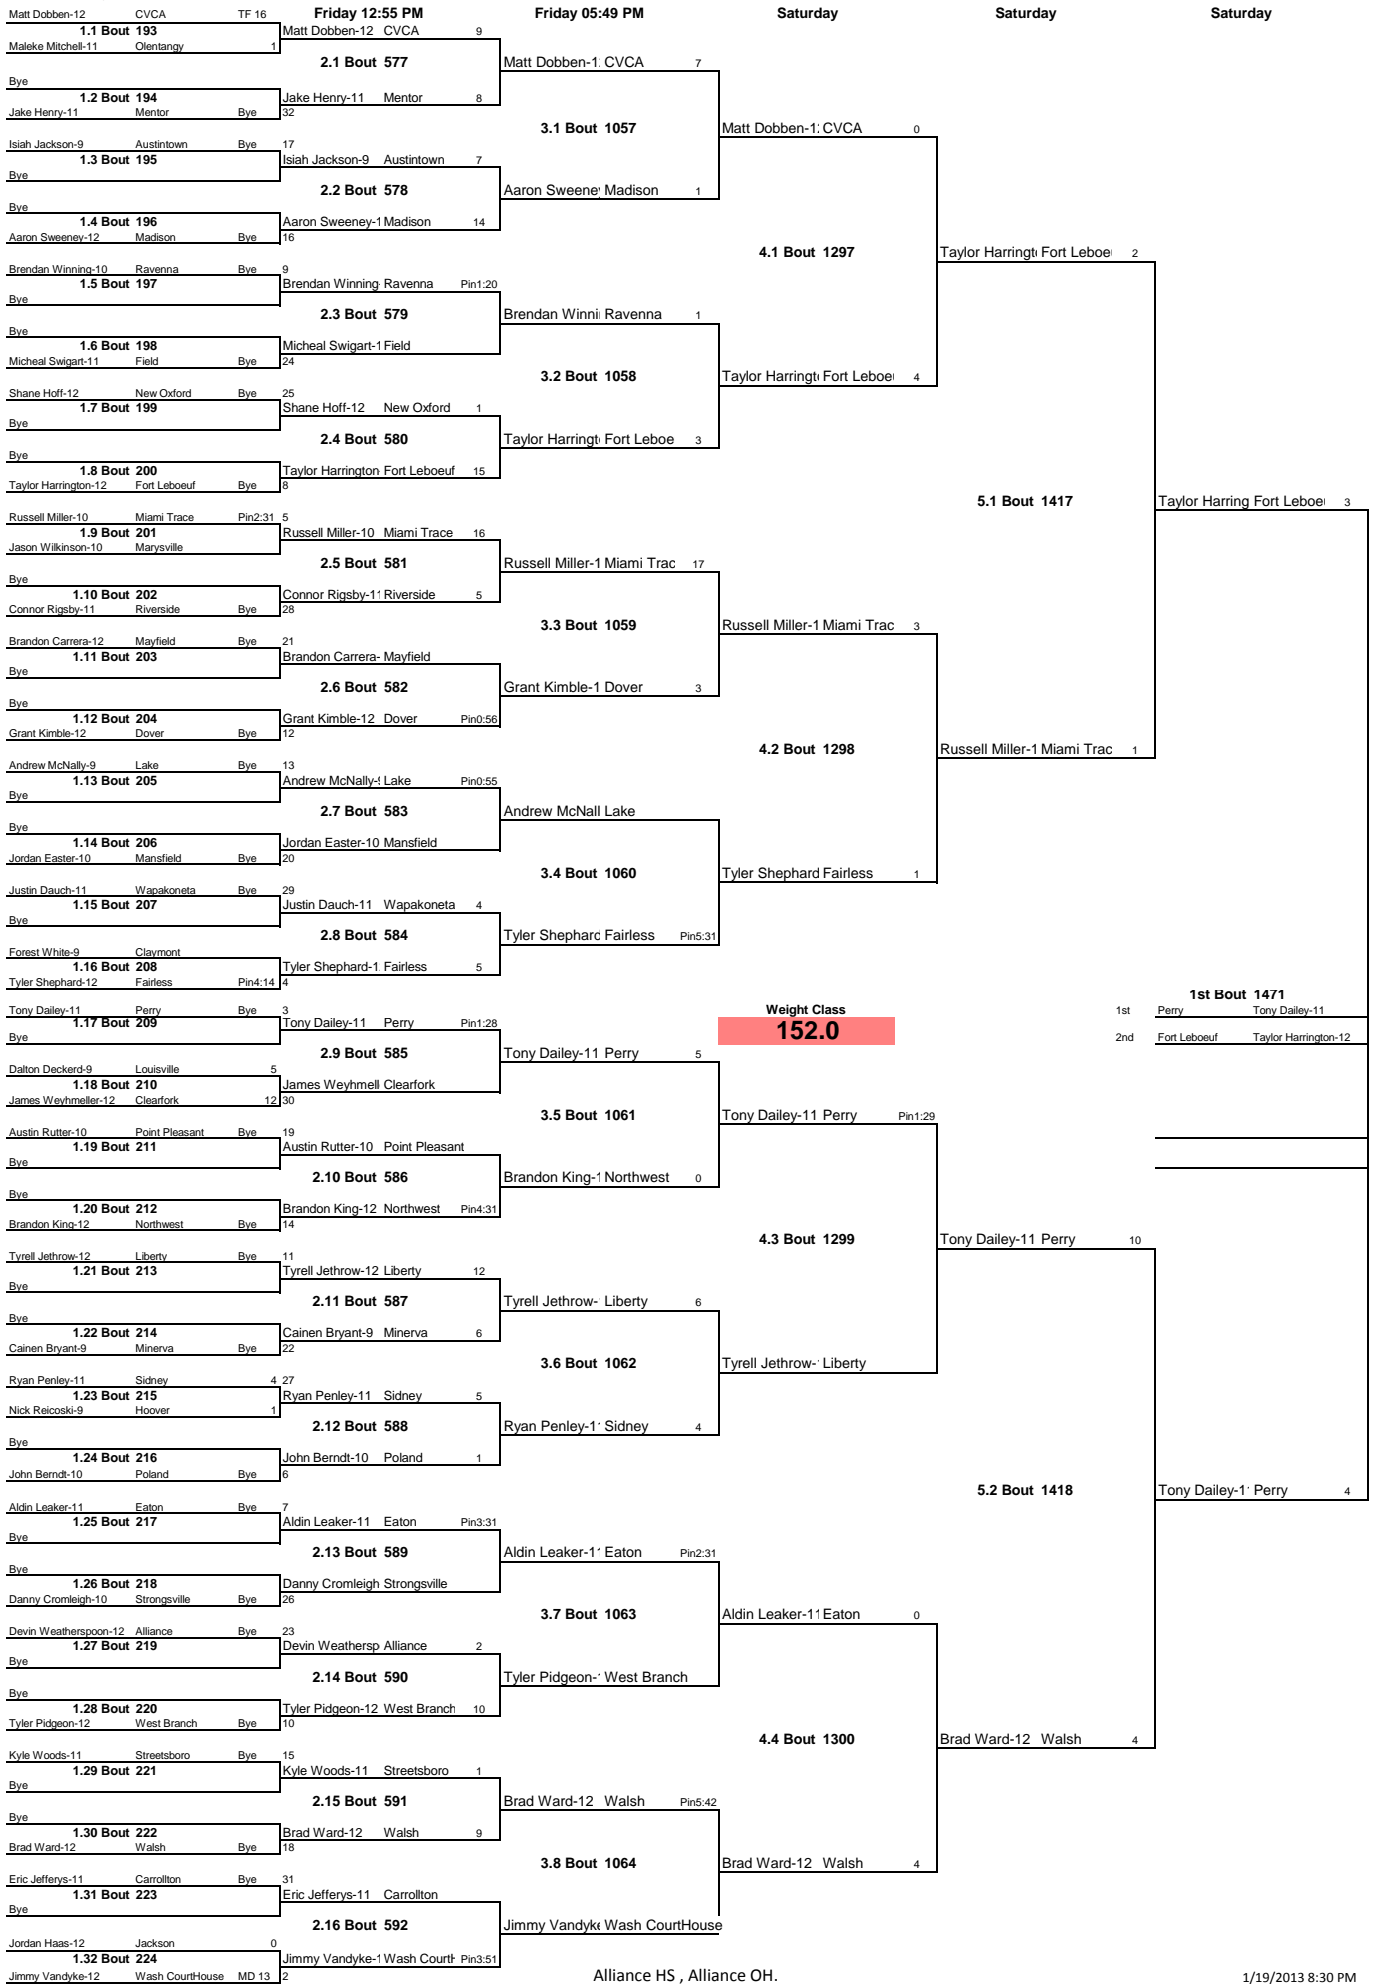 Matt Dobben-12 CVCA TF 16 Friday 12:55 PM Friday 05:49 PM Saturday Saturday Saturday
1.1 Bout 193 Matt Dobben-12 CVCA 9
Maleke Mitchell-11 Olentangy 1
2.1 Bout 577 Matt Dobben-1 CVCA 7
Bye
1.2 Bout 194 Jake Henry-11 Mentor 8
Jake Henry-11 Mentor Bye 32
3.1 Bout 1057 Matt Dobben-1 CVCA 0
Isiah Jackson-9 Austintown Bye 17
1.3 Bout 195 Isiah Jackson-9 Austintown 7
Bye
2.2 Bout 578 Aaron Sweeney Madison 1
Bye
1.4 Bout 196 Aaron Sweeney-1 Madison 14
Aaron Sweeney-12 Madison Bye 16
4.1 Bout 1297 Taylor Harringt Fort Leboe 2
Brendan Winning-10 Ravenna Bye 9
1.5 Bout 197 Brendan Winning- Ravenna Pin1:20
Bye
2.3 Bout 579 Brendan Winni Ravenna 1
Bye
1.6 Bout 198 Micheal Swigart-1 Field
Micheal Swigart-11 Field Bye 24
3.2 Bout 1058 Taylor Harringt Fort Leboe 4
Shane Hoff-12 New Oxford Bye 25
1.7 Bout 199 Shane Hoff-12 New Oxford 1
Bye
2.4 Bout 580 Taylor Harringt Fort Leboe 3
Bye
1.8 Bout 200 Taylor Harrington Fort Leboeuf 15
Taylor Harrington-12 Fort Leboeuf Bye 8
5.1 Bout 1417 Taylor Harring Fort Leboe 3
Russell Miller-10 Miami Trace Pin2:31 5
1.9 Bout 201 Russell Miller-10 Miami Trace 16
Jason Wilkinson-10 Marysville
2.5 Bout 581 Russell Miller-1 Miami Trac 17
Bye
1.10 Bout 202 Connor Rigsby-11 Riverside 5
Connor Rigsby-11 Riverside Bye 28
3.3 Bout 1059 Russell Miller-1 Miami Trac 3
Brandon Carrera-12 Mayfield Bye 21
1.11 Bout 203 Brandon Carrera- Mayfield
Bye
2.6 Bout 582 Grant Kimble-1 Dover 3
Bye
1.12 Bout 204 Grant Kimble-12 Dover Pin0:56
Grant Kimble-12 Dover Bye 12
4.2 Bout 1298 Russell Miller-1 Miami Trac 1
Andrew McNally-9 Lake Bye 13
1.13 Bout 205 Andrew McNally-9 Lake Pin0:55
Bye
2.7 Bout 583 Andrew McNall Lake
Bye
1.14 Bout 206 Jordan Easter-10 Mansfield
Jordan Easter-10 Mansfield Bye 20
3.4 Bout 1060 Tyler Shephard Fairless 1
Justin Dauch-11 Wapakoneta Bye 29
1.15 Bout 207 Justin Dauch-11 Wapakoneta 4
Bye
2.8 Bout 584 Tyler Shephard Fairless Pin5:31
Forest White-9 Claymont
1.16 Bout 208 Tyler Shephard-1 Fairless 5
Tyler Shephard-12 Fairless Pin4:14 4
1st Bout 1471
Tony Dailey-11 Perry Bye 3 Weight Class 1st Perry Tony Dailey-11
1.17 Bout 209 Tony Dailey-11 Perry Pin1:28 152.0
Bye 2nd Fort Leboeuf Taylor Harrington-12
2.9 Bout 585 Tony Dailey-11 Perry 5
Dalton Deckerd-9 Louisville 5
1.18 Bout 210 James Weyhmell Clearfork
James Weyhmeller-12 Clearfork 12 30
3.5 Bout 1061 Tony Dailey-11 Perry Pin1:29
Austin Rutter-10 Point Pleasant Bye 19
1.19 Bout 211 Austin Rutter-10 Point Pleasant
Bye
2.10 Bout 586 Brandon King-1 Northwest 0
Bye
1.20 Bout 212 Brandon King-12 Northwest Pin4:31
Brandon King-12 Northwest Bye 14
4.3 Bout 1299 Tony Dailey-11 Perry 10
Tyrell Jethrow-12 Liberty Bye 11
1.21 Bout 213 Tyrell Jethrow-12 Liberty 12
Bye
2.11 Bout 587 Tyrell Jethrow- Liberty 6
Bye
1.22 Bout 214 Cainen Bryant-9 Minerva 6
Cainen Bryant-9 Minerva Bye 22
3.6 Bout 1062 Tyrell Jethrow- Liberty
Ryan Penley-11 Sidney 4 27
1.23 Bout 215 Ryan Penley-11 Sidney 5
Nick Reicoski-9 Hoover 1
2.12 Bout 588 Ryan Penley-1 Sidney 4
Bye
1.24 Bout 216 John Berndt-10 Poland 1
John Berndt-10 Poland Bye 6
5.2 Bout 1418 Tony Dailey-1 Perry 4
Aldin Leaker-11 Eaton Bye 7
1.25 Bout 217 Aldin Leaker-11 Eaton Pin3:31
Bye
2.13 Bout 589 Aldin Leaker-1 Eaton Pin2:31
Bye
1.26 Bout 218 Danny Cromleigh Strongsville
Danny Cromleigh-10 Strongsville Bye 26
3.7 Bout 1063 Aldin Leaker-11 Eaton 0
Devin Weatherspoon-12 Alliance Bye 23
1.27 Bout 219 Devin Weathersp Alliance 2
Bye
2.14 Bout 590 Tyler Pidgeon- West Branch
Bye
1.28 Bout 220 Tyler Pidgeon-12 West Branch 10
Tyler Pidgeon-12 West Branch Bye 10
4.4 Bout 1300 Brad Ward-12 Walsh 4
Kyle Woods-11 Streetsboro Bye 15
1.29 Bout 221 Kyle Woods-11 Streetsboro 1
Bye
2.15 Bout 591 Brad Ward-12 Walsh Pin5:42
Bye
1.30 Bout 222 Brad Ward-12 Walsh 9
Brad Ward-12 Walsh Bye 18
3.8 Bout 1064 Brad Ward-12 Walsh 4
Eric Jefferys-11 Carrollton Bye 31
1.31 Bout 223 Eric Jefferys-11 Carrollton
Bye
2.16 Bout 592 Jimmy Vandyke Wash CourtHouse
Jordan Haas-12 Jackson 0
1.32 Bout 224 Jimmy Vandyke-1 Wash CourtH Pin3:51
Jimmy Vandyke-12 Wash CourtHouse MD 13 2
Alliance HS , Alliance OH. 1/19/2013 8:30 PM